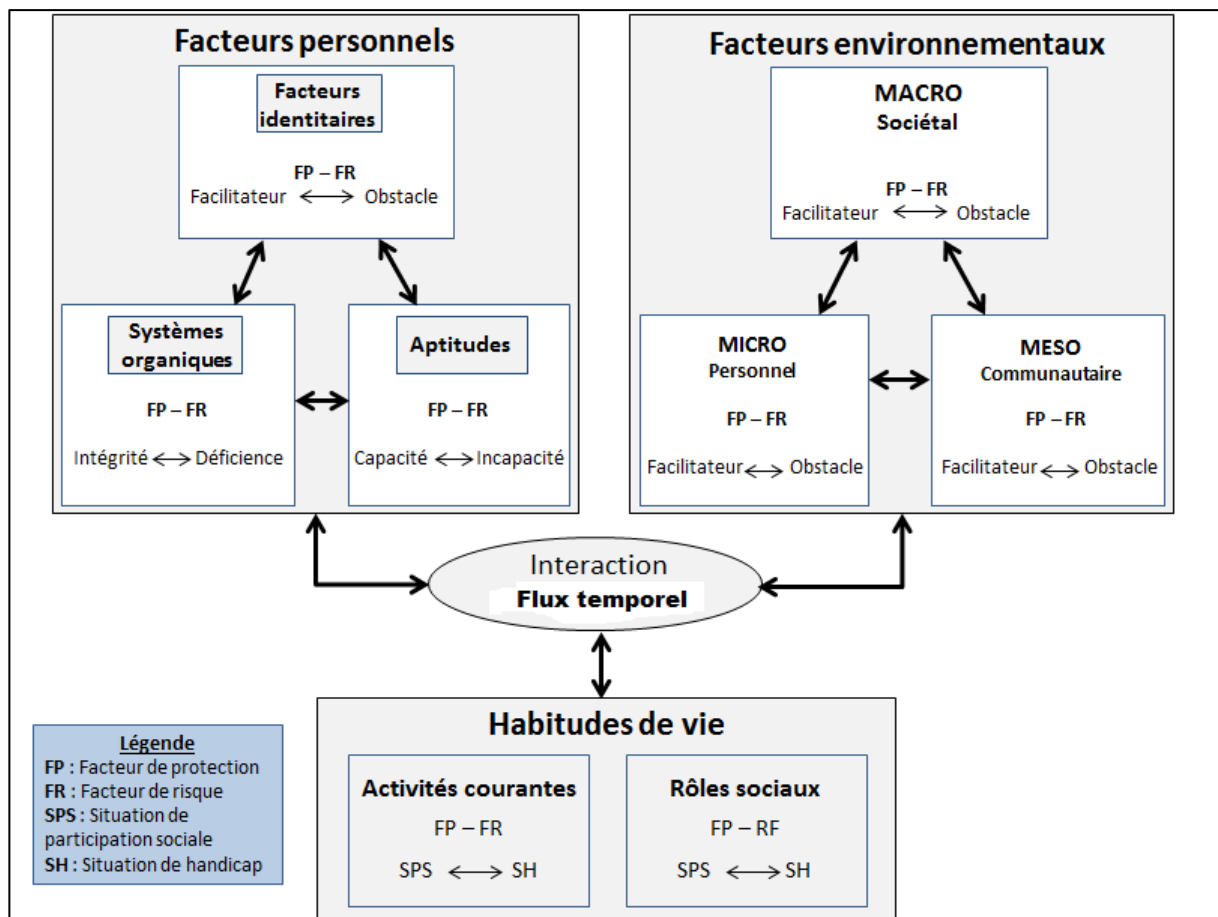 Facteurs personnels
Facteurs
identitaires
FP – FR
Facilitateur Obstacle
Systèmes
organiques
FP – FR
Intégrité Déficience
Aptitudes
FP – FR
Capacité Incapacité
Facteurs environnementaux
MACRO
Sociétal
FP – FR
Facilitateur Obstacle
MICRO
Personnel
FP – FR
Facilitateur Obstacle
MESO
Communautaire
FP – FR
Facilitateur Obstacle
Interaction
Flux temporel
Habitudes de vie
Activités courantes
FP – FR
SPS SH
Rôles sociaux
FP – RF
SPS SH
Légende
FP : Facteur de protection
FR : Facteur de risque
SPS : Situation de
participation sociale
SH : Situation de handicap